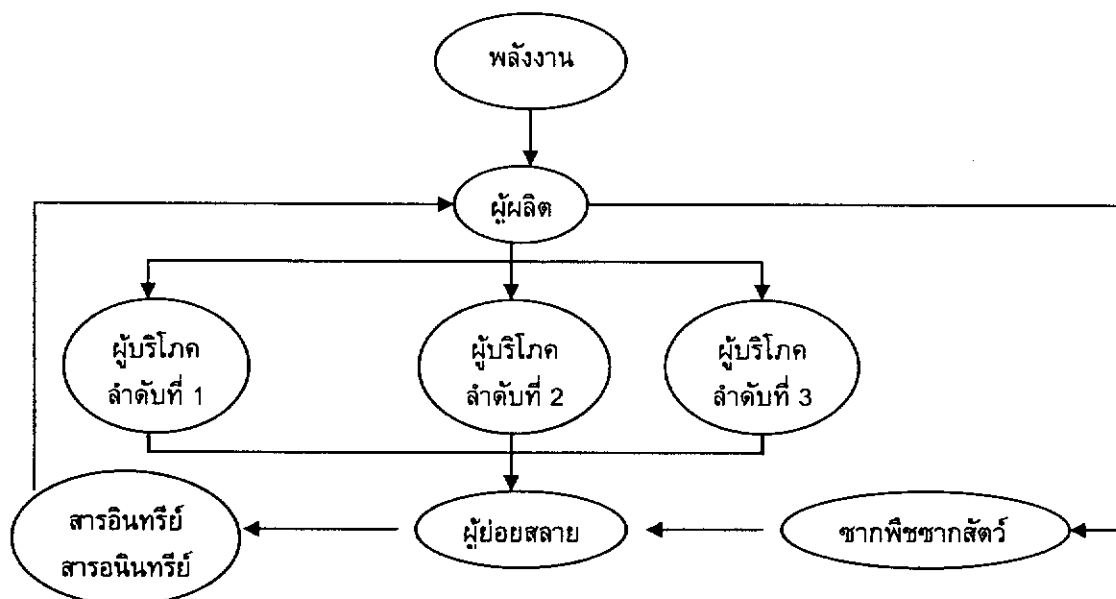 พลังงาน
ผู้ผลิต
ผู้บริโภค
ลำดับที่ 1
ผู้บริโภค
ลำดับที่ 2
ผู้บริโภค
ลำดับที่ 3
สารอินทรีย์
สารอนินทรีย์
ผู้ย่อยสลาย
ซากพืชซากสัตว์